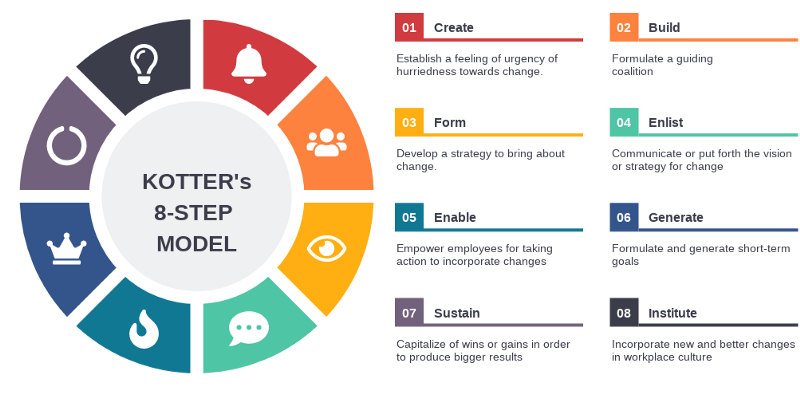 KOTTER's
8-STEP
MODEL
01 Create
Establish a feeling of urgency of
hurriedness towards change.
02 Build
Formulate a guiding
coalition
03 Form
Develop a strategy to bring about
change.
04 Enlist
Communicate or put forth the vision
or strategy for change
05 Enable
Empower employees for taking
action to incorporate changes
06 Generate
Formulate and generate short-term
goals
07 Sustain
Capitalize of wins or gains in order
to produce bigger results
08 Institute
Incorporate new and better changes
in workplace culture